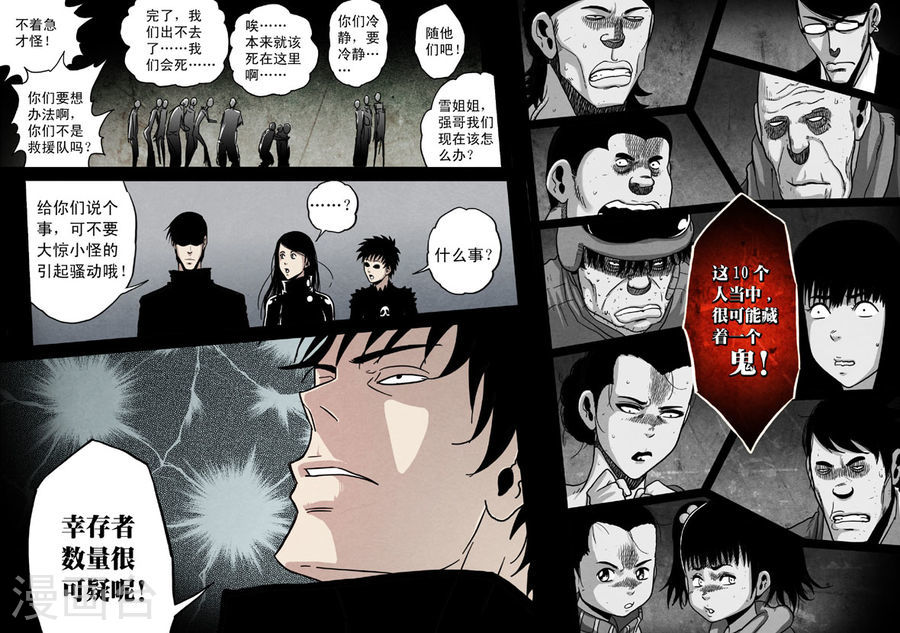 不着急
才怪！
你们要想
办法啊，
你们不是
救援队吗？
完了，我
们出不去
了……我
们会死……
唉……
本来就该
死在这里
啊……
你们冷
静，要
冷静…
…
随他
们吧！
雪姐姐，
强哥我们
现在该怎
么办？
给你们说个
事，可不要
大惊小怪的
引起骚动哦！
……？
什么事？
幸存者
数量很
可疑呢！
这10个
人当中，
很可能藏
着一个
鬼！
漫画台